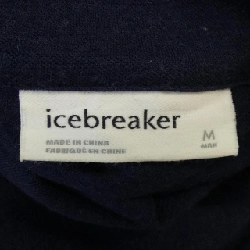 icebreaker
M
MADE IN CHINA
FABRIQUÉ EN CHINE